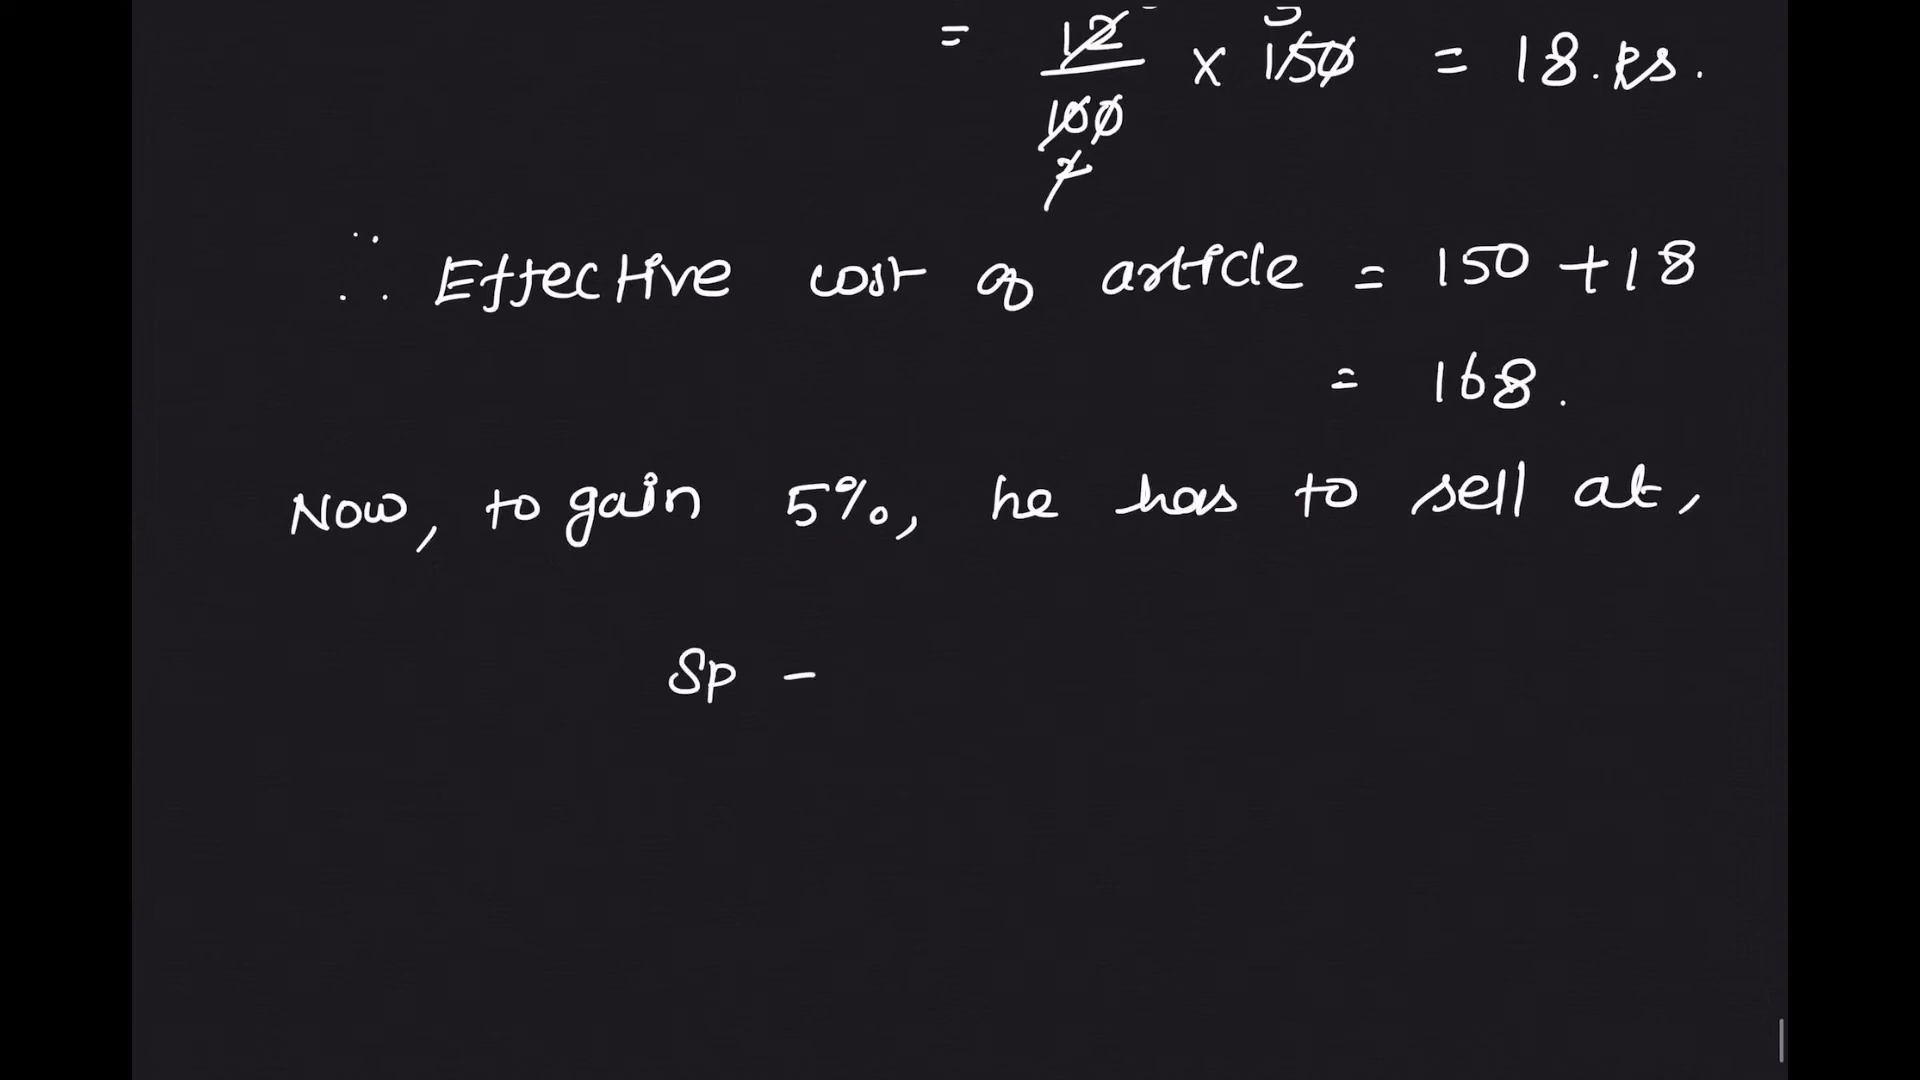 = 12/100 x 150 = 18.Rs.
∴ Effective cost of article = 150 + 18
= 168.
Now, to gain 5%, he has to sell at,
Sp -